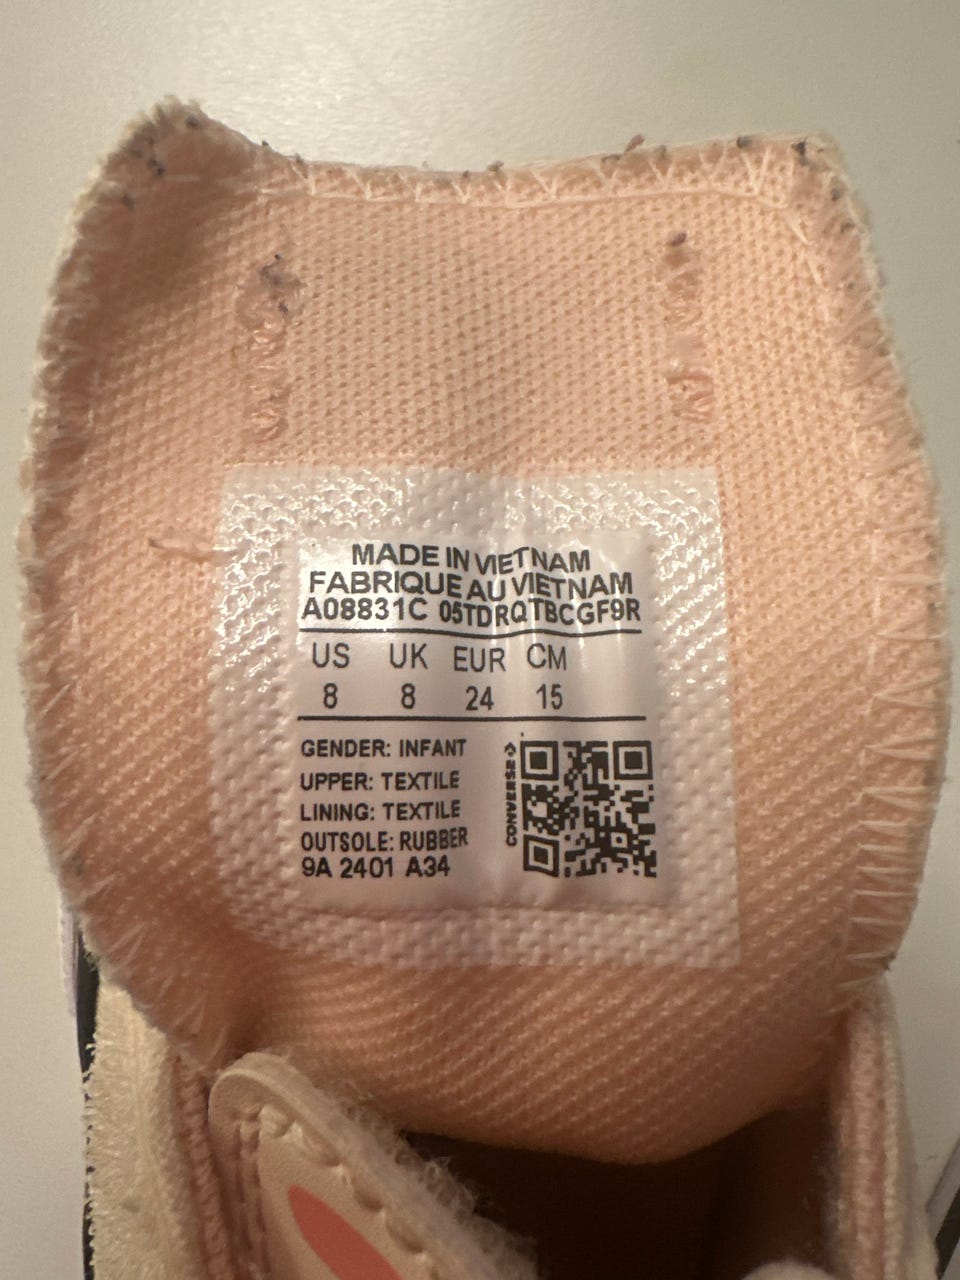 MADE IN VIETNAM
FABRIQUE AU VIETNAM
A08831C 05TDRQTBCGF9R
US UK EUR CM
8 8 24 15
GENDER: INFANT
UPPER: TEXTILE
LINING: TEXTILE
OUTSOLE: RUBBER
9A 2401 A34
CONVERSE